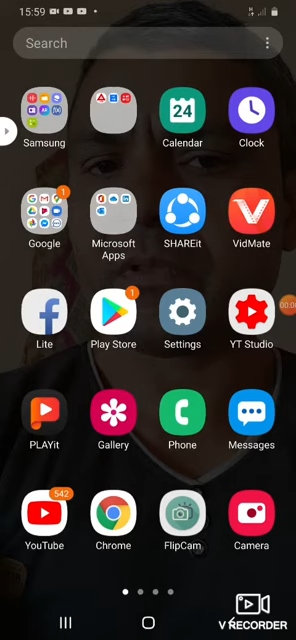 15:59
Search
24
Samsung
Calendar
Clock
1
Google
Microsoft Apps
SHAREit
VidMate
1
Lite
Play Store
Settings
YT Studio
PLAYit
Gallery
Phone
Messages
542
YouTube
Chrome
FlipCam
Camera
V RECORDER